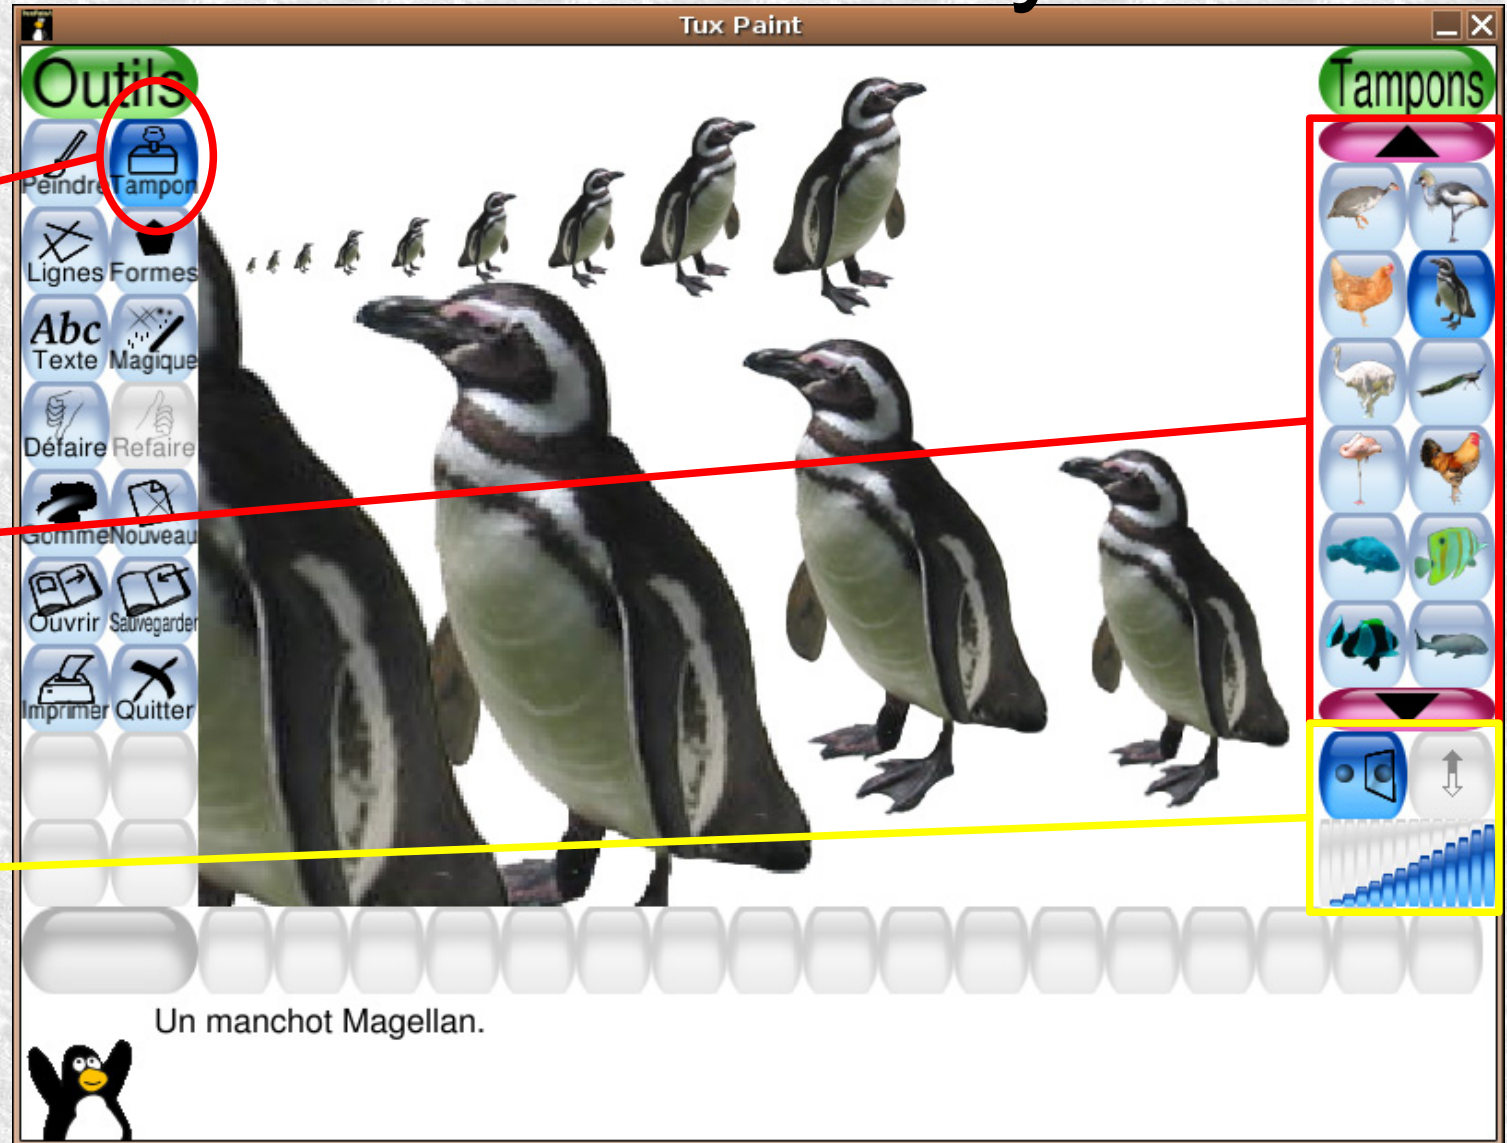 Tux Paint
Outils
Tampons
Peindre Tampon
Lignes Formes
Abc
Texte Magique
Défaire Refaire
Gomme Nouveau
Ouvrir Sauvegarder
Imprimer Quitter
Un manchot Magellan.